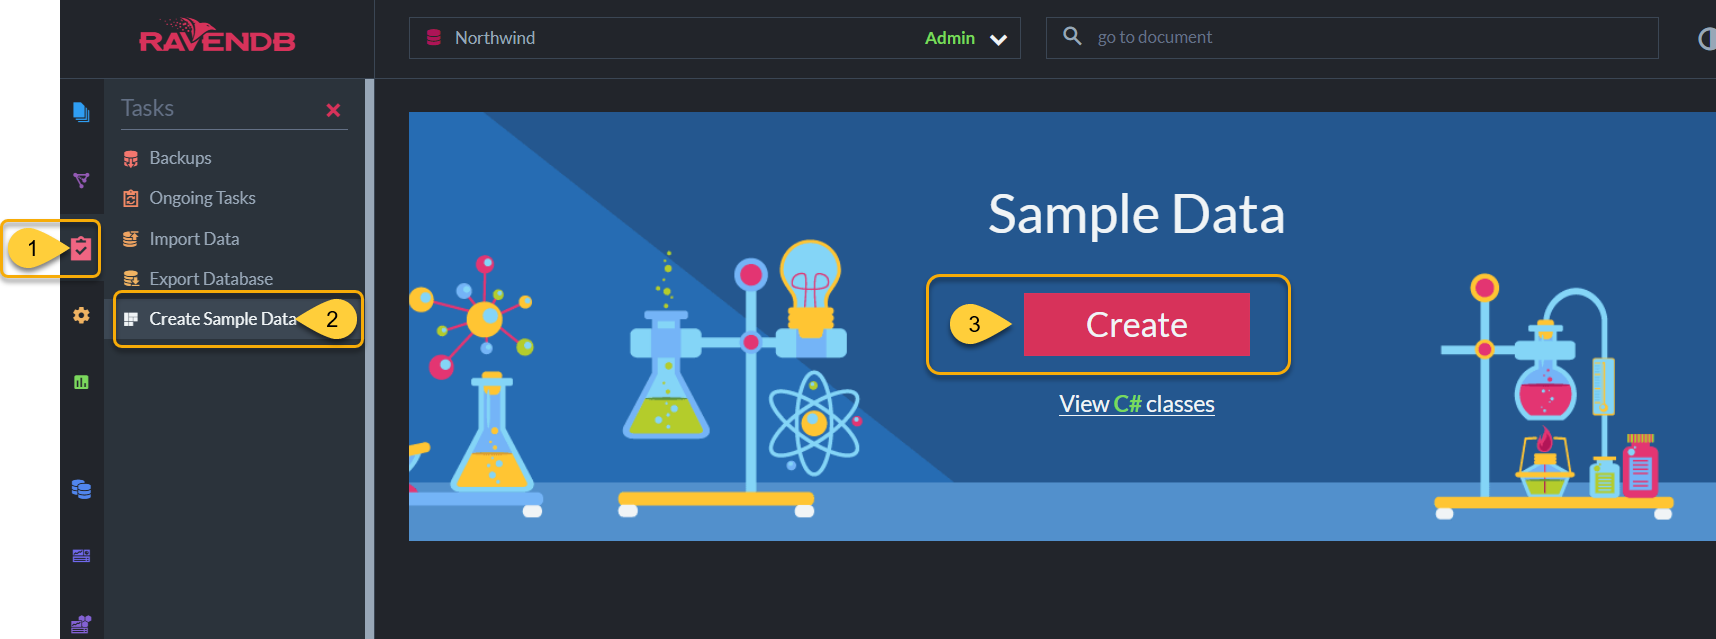 RAVENDB
Northwind
Admin
go to document
Tasks
Backups
Ongoing Tasks
Import Data
Export Database
Create Sample Data
1
2
Sample Data
3
Create
View C# classes